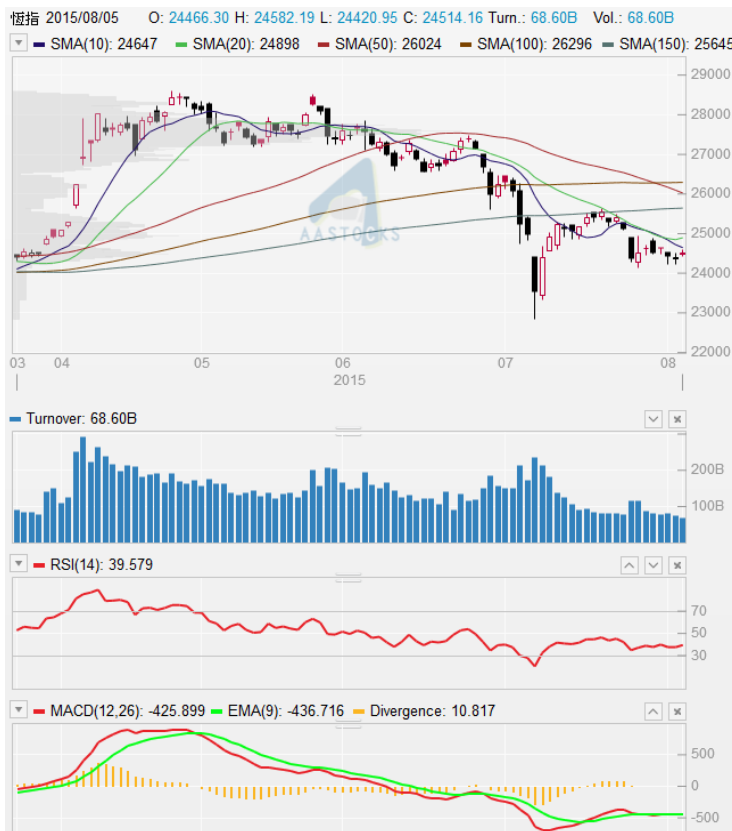 恆指 2015/08/05 O: 24466.30 H: 24582.19 L: 24420.95 C: 24514.16 Turn.: 68.60B Vol.: 68.60B
SMA(10): 24647 SMA(20): 24898 SMA(50): 26024 SMA(100): 26296 SMA(150): 25645
29000
28000
27000
26000
AASTOCKS
25000
24000
23000
22000
03 04 05 06 07 08
2015
Turnover: 68.60B
200B
100B
RSI(14): 39.579
70
50
30
MACD(12,26): -425.899 EMA(9): -436.716 Divergence: 10.817
500
0
-500